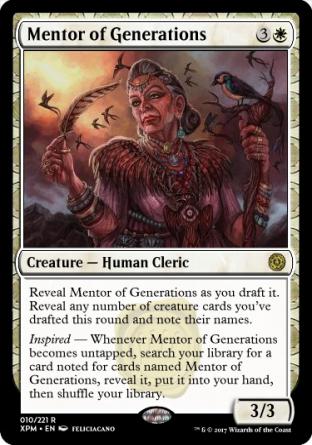 Mentor of Generations 3
Creature — Human Cleric
Reveal Mentor of Generations as you draft it.
Reveal any number of creature cards you've
drafted this round and note their names.
Inspired — Whenever Mentor of Generations
becomes untapped, search your library for a
card noted for cards named Mentor of
Generations, reveal it, put it into your hand,
then shuffle your library.
3/3
010/221 R
XPM • EN FELICIACANO
™ & © 2017 Wizards of the Coast